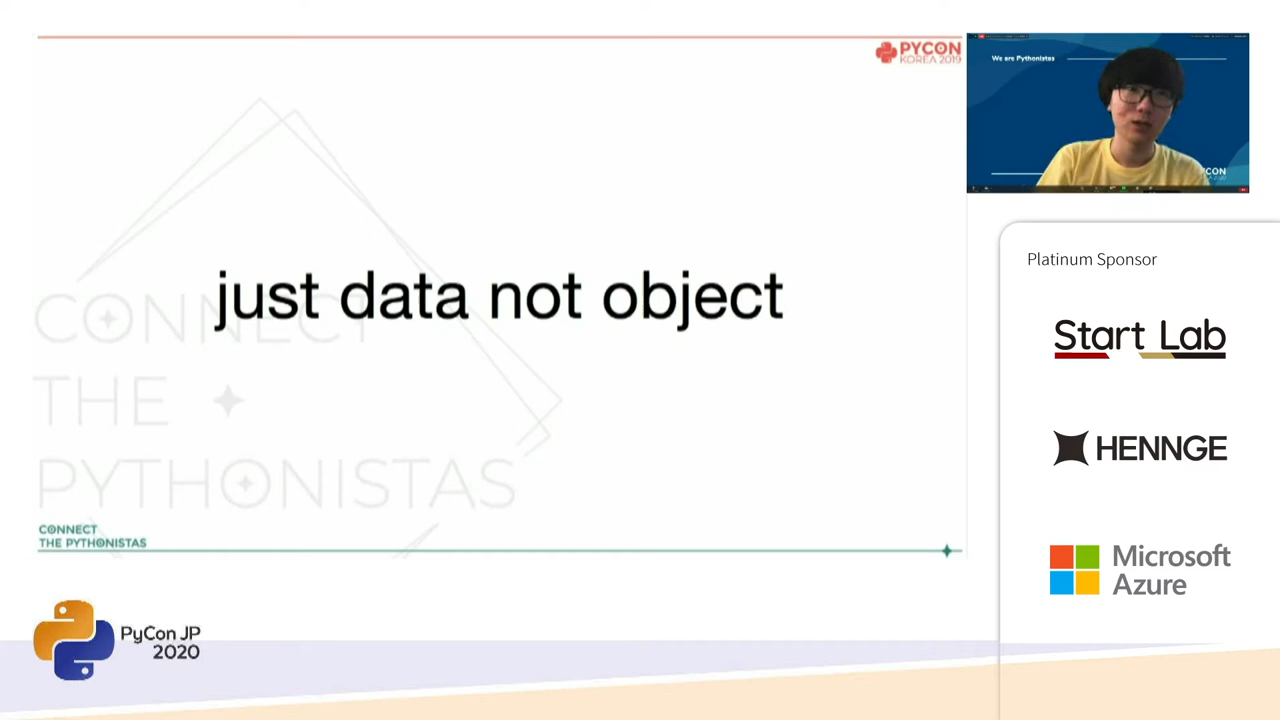 PYCON
KOREA 2019
just data not object
CONNECT
THE
PYTHONISTAS
CONNECT
THE PYTHONISTAS
We are Pythonistas
Platinum Sponsor
Start Lab
HENNGE
Microsoft
Azure
PyCon JP
2020